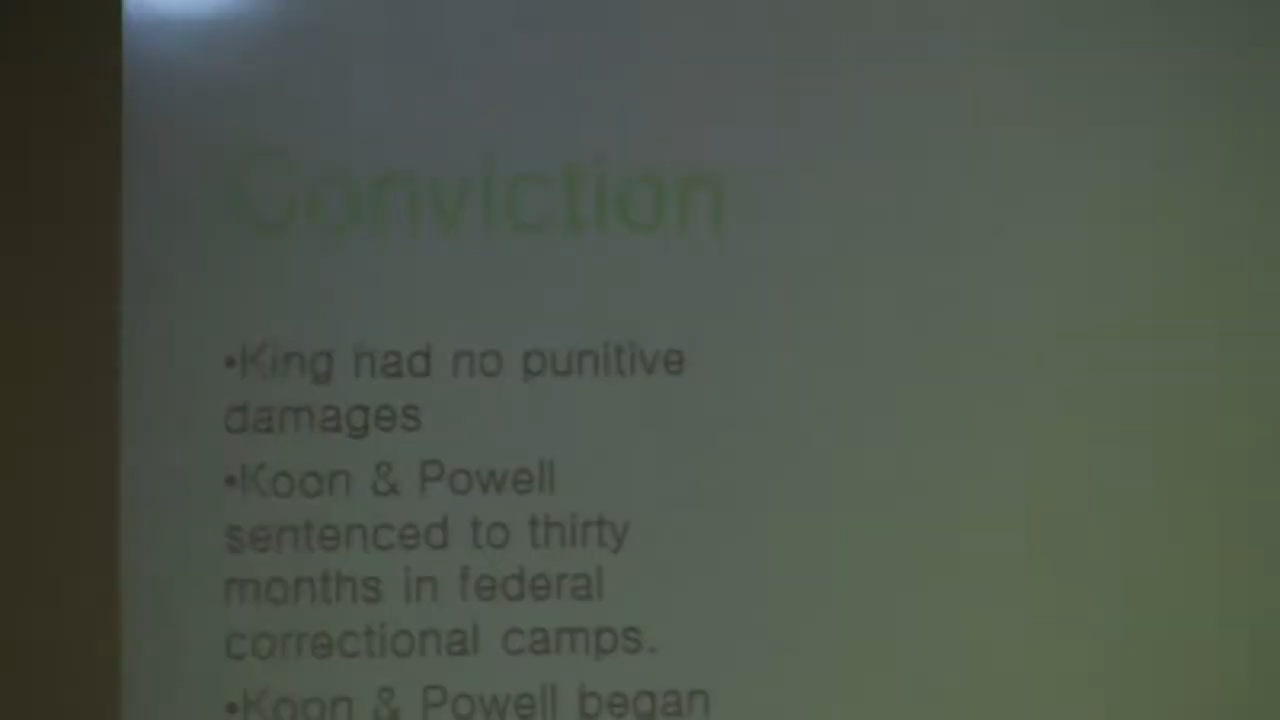 Conviction
•King had no punitive
damages
•Koon & Powell
sentenced to thirty
months in federal
correctional camps.
•Koon & Powell began